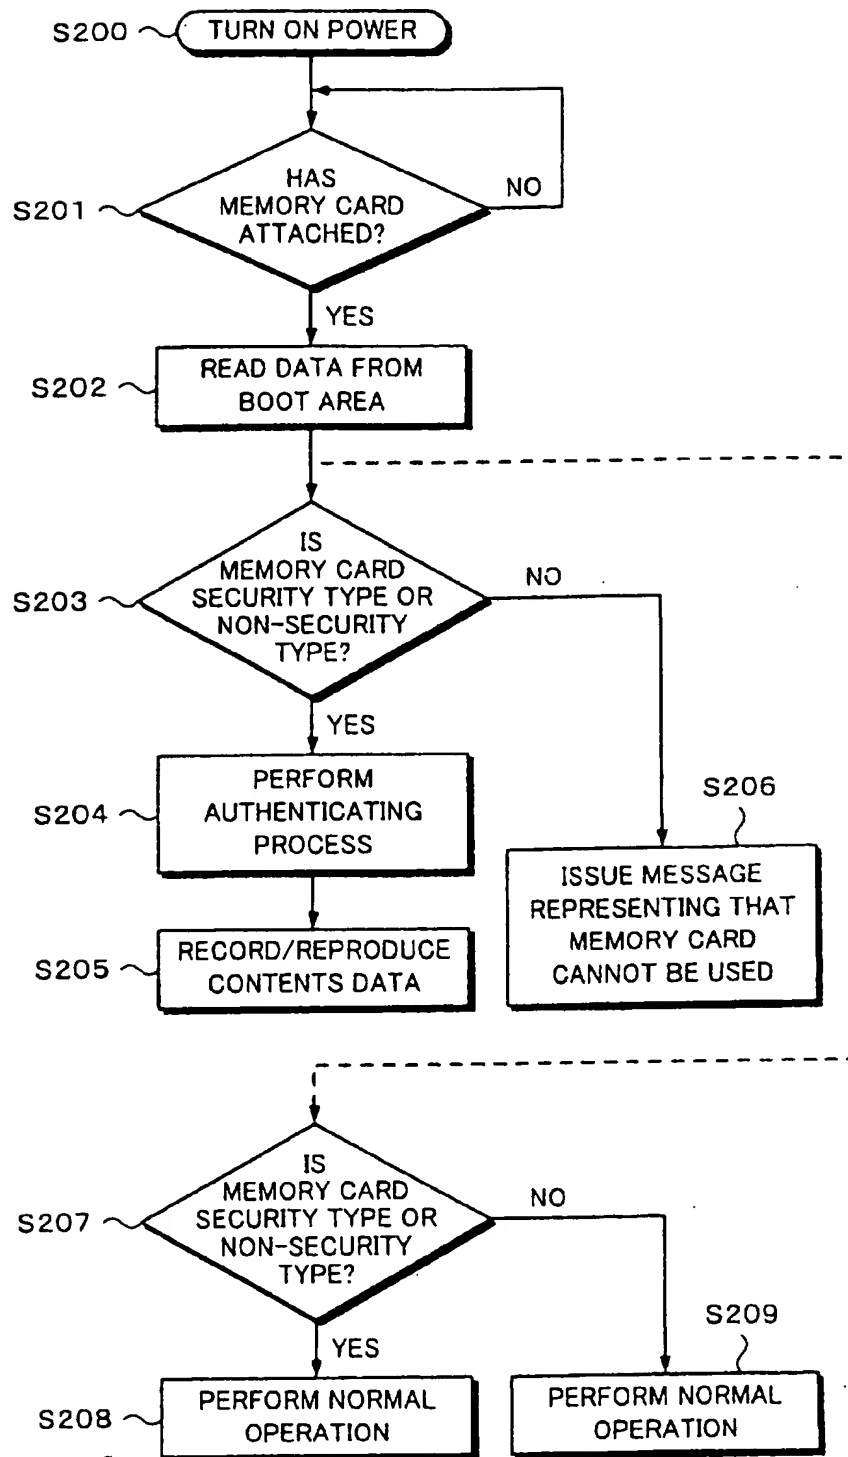 S200
TURN ON POWER
S201
HAS
MEMORY CARD
ATTACHED?
NO
YES
S202
READ DATA FROM
BOOT AREA
S203
IS
MEMORY CARD
SECURITY TYPE OR
NON-SECURITY
TYPE?
NO
YES
S204
PERFORM
AUTHENTICATING
PROCESS
S206
ISSUE MESSAGE
REPRESENTING THAT
MEMORY CARD
CANNOT BE USED
S205
RECORD/REPRODUCE
CONTENTS DATA
S207
IS
MEMORY CARD
SECURITY TYPE OR
NON-SECURITY
TYPE?
NO
YES
S208
PERFORM NORMAL
OPERATION
S209
PERFORM NORMAL
OPERATION